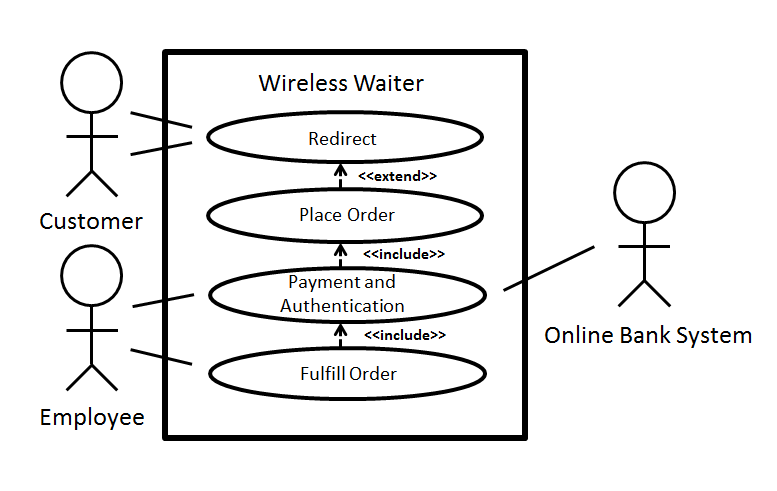 Wireless Waiter
Redirect
<<extend>>
Customer
Place Order
<<include>>
Payment and
Authentication
<<include>>
Online Bank System
Fulfill Order
Employee